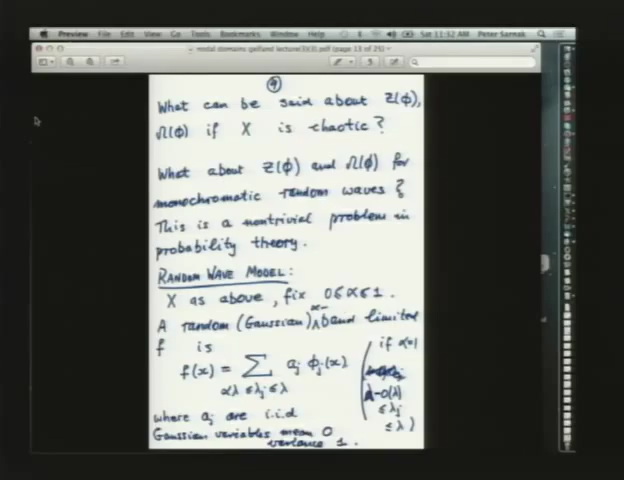 Preview File Edit View Go Tools Bookmarks Window Help Sat 11:52 AM Peter Sarnak
nodal domains gelfand lecture(3)(3).pdf (page 13 of 25)
9
What can be said about Z(ϕ),
Ω(ϕ) if X is chaotic?
What about Z(ϕ) and Ω(ϕ) for
monochromatic random waves?
This is a nontrivial problem in
probability theory.
RANDOM WAVE MODEL:
X as above, fix 0≤α≤1.
A random (Gaussian) α- band limited
f is
f(x) = ∑ aj ϕj(x)
αλ ≤ λj ≤ λ
( if α=1
λ-o(λ)
≤ λj
≤ λ )
where aj are i.i.d
Gaussian variables mean 0
variance 1.